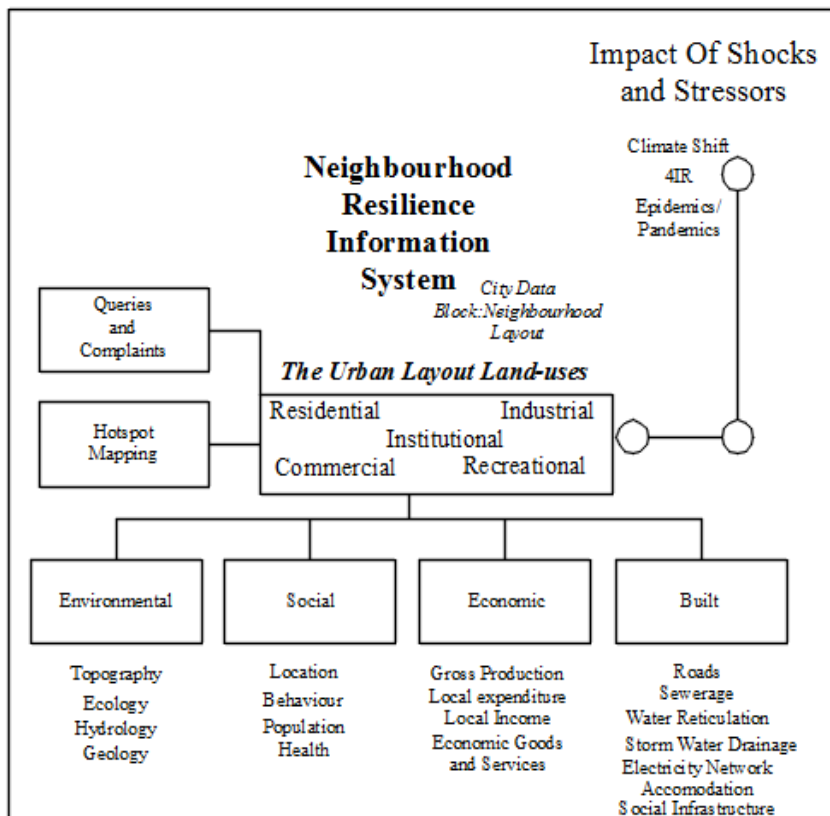 Impact Of Shocks
and Stressors
Climate Shift
4IR
Epidemics/
Pandemics
Neighbourhood
Resilience
Information
System
City Data
Block:Neighbourhood
Layout
Queries
and
Complaints
The Urban Layout Land-uses
Residential Industrial
Institutional
Commercial Recreational
Hotspot
Mapping
Environmental
Social
Economic
Built
Topography
Ecology
Hydrology
Geology
Location
Behaviour
Population
Health
Gross Production
Local expenditure
Local Income
Economic Goods
and Services
Roads
Sewerage
Water Reticulation
Storm Water Drainage
Electricity Network
Accomodation
Social Infrastructure